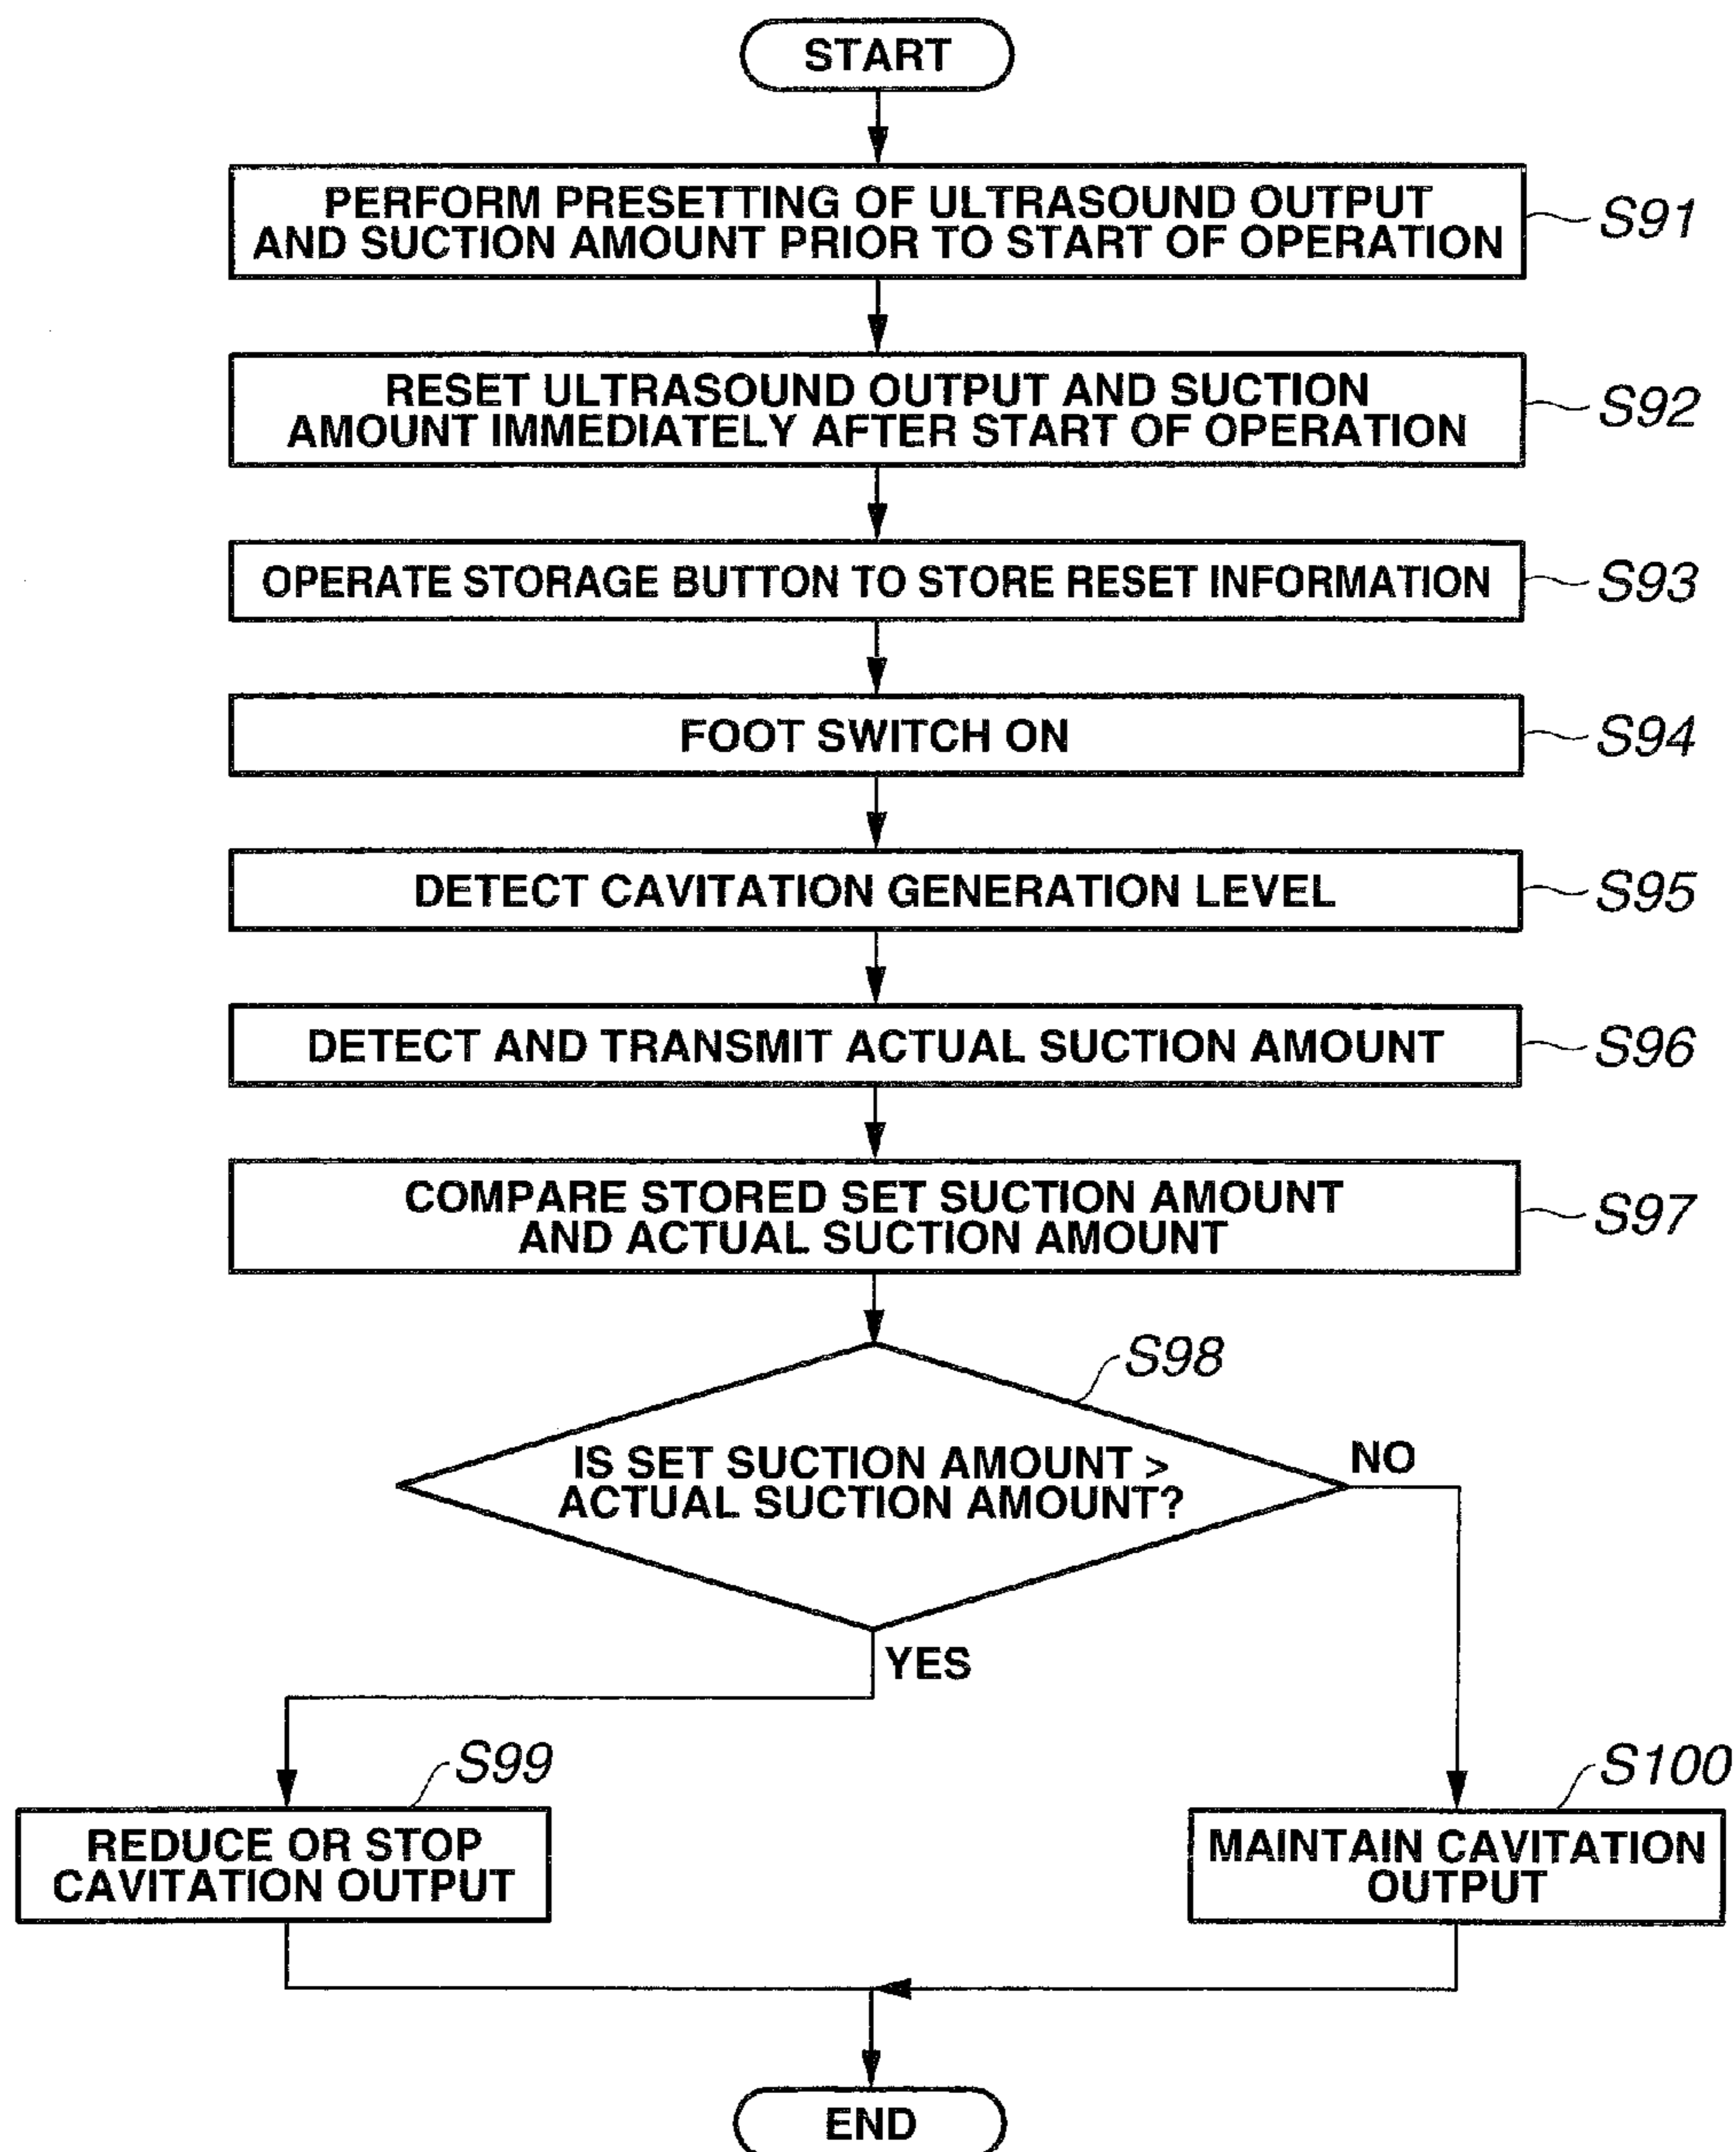 START
PERFORM PRESETTING OF ULTRASOUND OUTPUT
AND SUCTION AMOUNT PRIOR TO START OF OPERATION
S91
RESET ULTRASOUND OUTPUT AND SUCTION
AMOUNT IMMEDIATELY AFTER START OF OPERATION
S92
OPERATE STORAGE BUTTON TO STORE RESET INFORMATION
S93
FOOT SWITCH ON
S94
DETECT CAVITATION GENERATION LEVEL
S95
DETECT AND TRANSMIT ACTUAL SUCTION AMOUNT
S96
COMPARE STORED SET SUCTION AMOUNT
AND ACTUAL SUCTION AMOUNT
S97
S98
IS SET SUCTION AMOUNT >
ACTUAL SUCTION AMOUNT?
NO
YES
S99
REDUCE OR STOP
CAVITATION OUTPUT
S100
MAINTAIN CAVITATION
OUTPUT
END